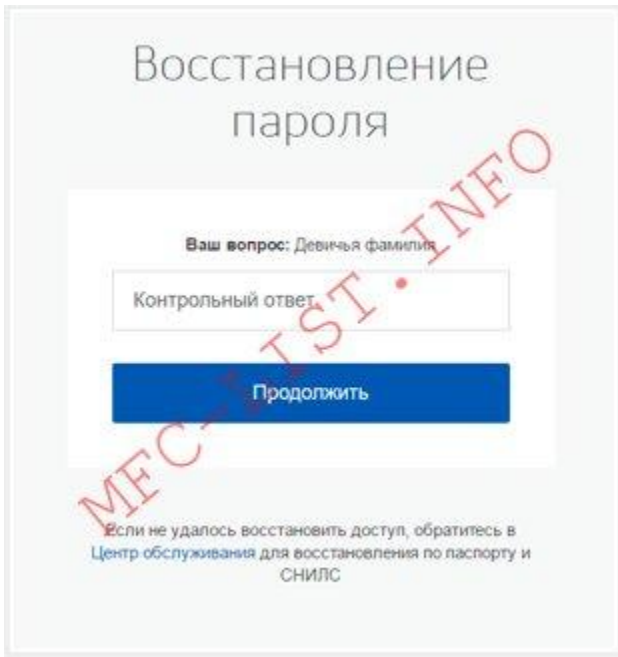 Восстановление
пароля
Ваш вопрос: Девичья фамилия
Контрольный ответ
Продолжить
Если не удалось восстановить доступ, обратитесь в
Центр обслуживания для восстановления по паспорту и
СНИЛС
MFC-LIST.INFO